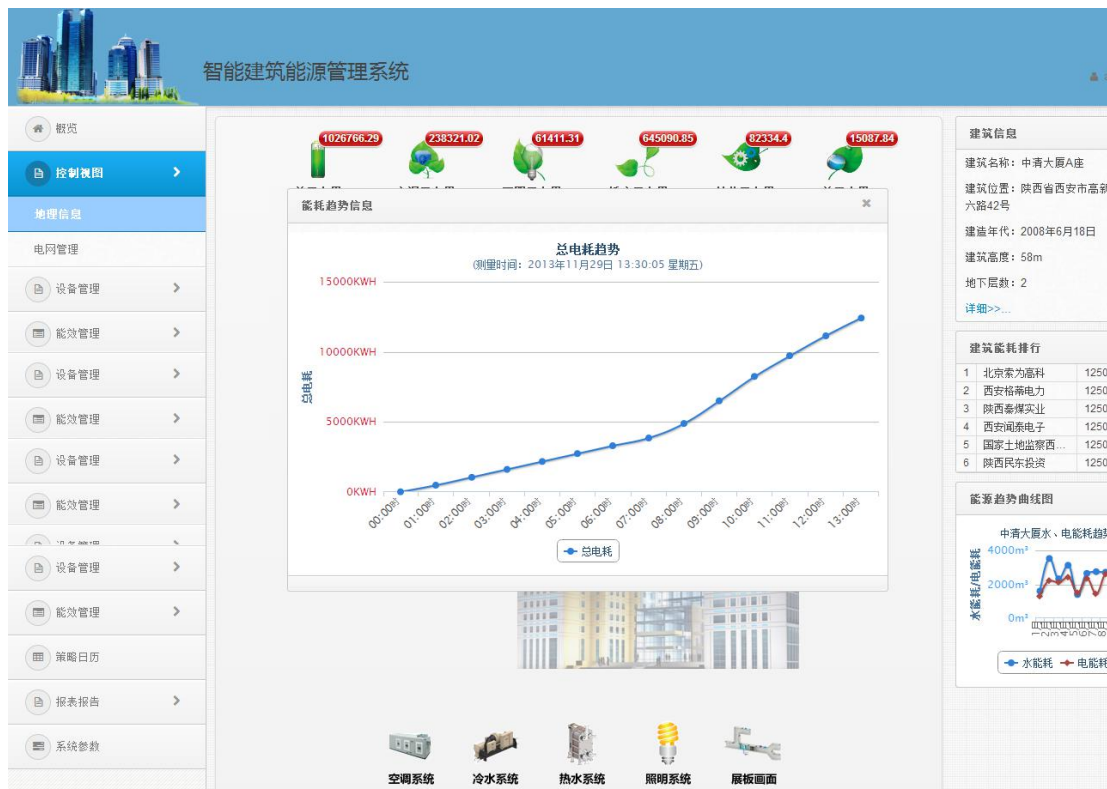 智能建筑能源管理系统
概览
控制视图
地理信息
电网管理
设备管理
能效管理
设备管理
能效管理
设备管理
能效管理
设备管理
能效管理
策略日历
报表报告
系统参数
1026766.29
238321.02
61411.31
645090.85
82334.4
15087.84
能耗趋势信息
总电耗趋势
(测量时间：2013年11月29日 13:30:05 星期五)
15000KWH
10000KWH
5000KWH
0KWH
总电耗
00:00时
01:00时
02:00时
03:00时
04:00时
05:00时
06:00时
07:00时
08:00时
09:00时
10:00时
11:00时
12:00时
13:00时
总电耗
空调系统
冷水系统
热水系统
照明系统
展板画面
建筑信息
建筑名称：中清大厦A座
建筑位置：陕西省西安市高新
六路42号
建造年代：2008年6月18日
建筑高度：58m
地下层数：2
详细>>...
建筑能耗排行
1 北京索为高科 1250
2 西安格蒂电力 1250
3 陕西秦煤实业 1250
4 西安闻泰电子 1250
5 国家土地监察西... 1250
6 陕西民东投资 1250
能源趋势曲线图
中清大厦水、电能耗趋势
水能耗/电能耗
4000m³
2000m³
0m³
水能耗 电能耗